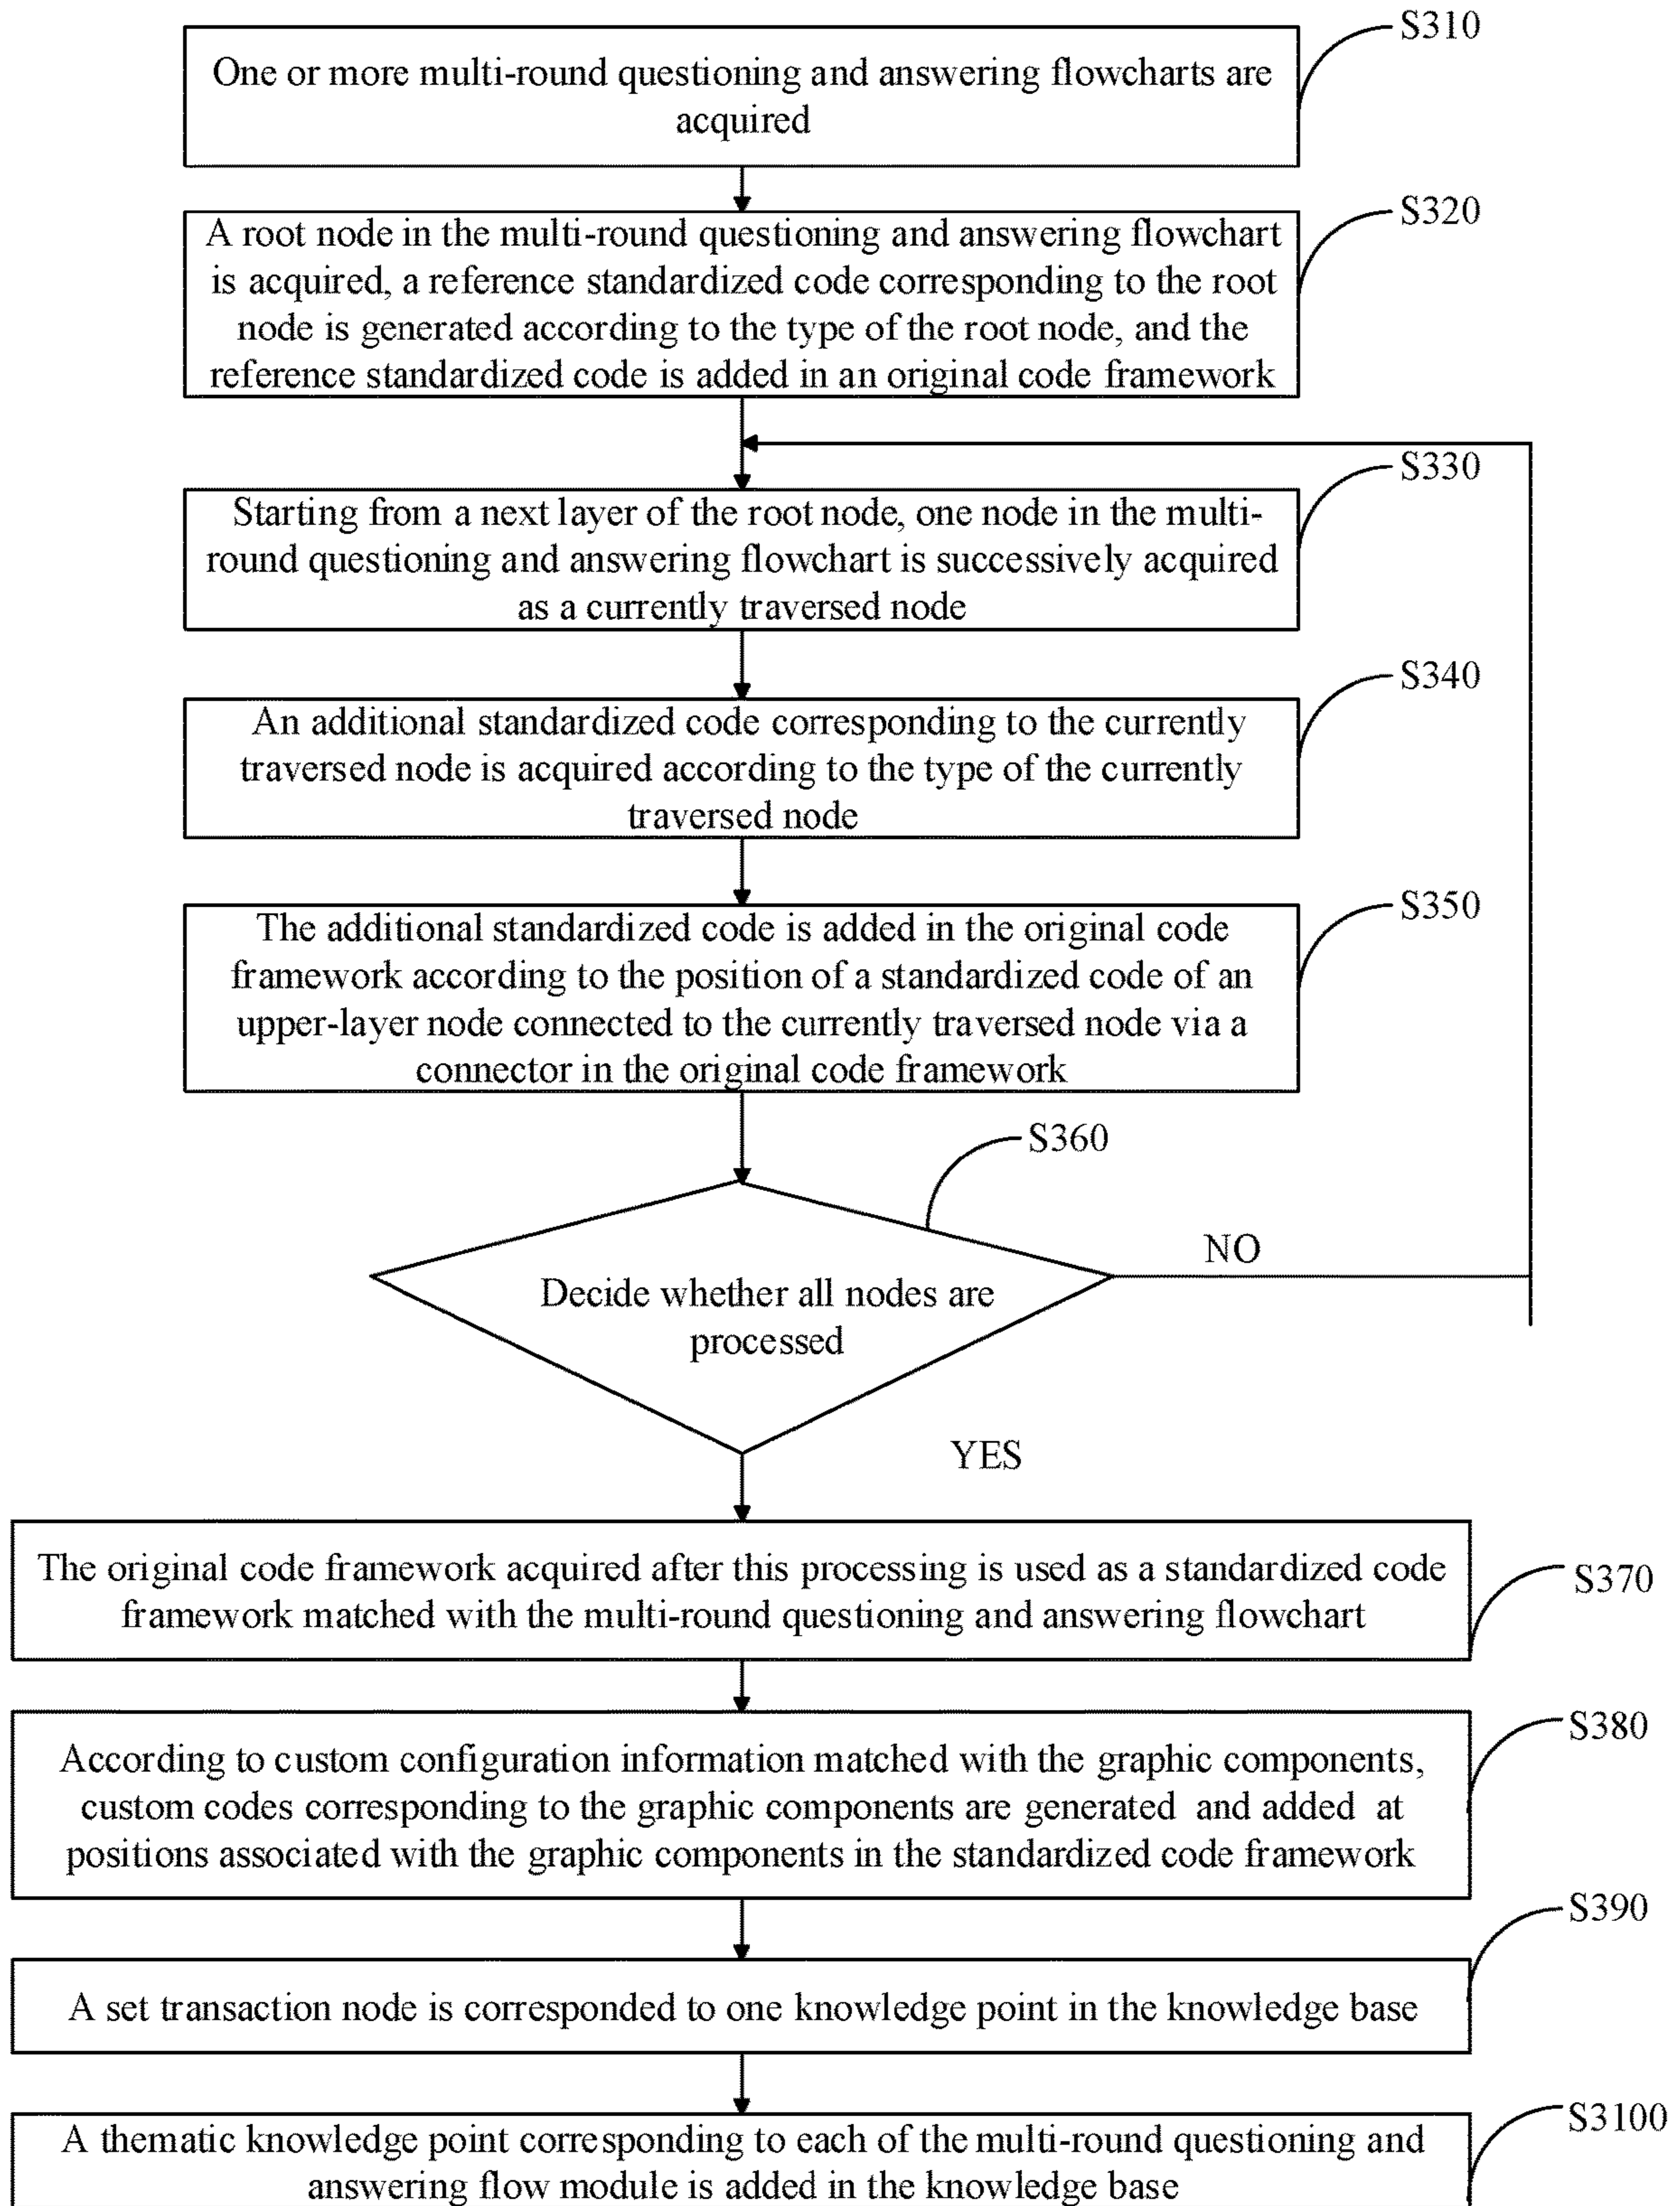 S310
One or more multi-round questioning and answering flowcharts are
acquired
S320
A root node in the multi-round questioning and answering flowchart
is acquired, a reference standardized code corresponding to the root
node is generated according to the type of the root node, and the
reference standardized code is added in an original code framework
S330
Starting from a next layer of the root node, one node in the multi-
round questioning and answering flowchart is successively acquired
as a currently traversed node
S340
An additional standardized code corresponding to the currently
traversed node is acquired according to the type of the currently
traversed node
S350
The additional standardized code is added in the original code
framework according to the position of a standardized code of an
upper-layer node connected to the currently traversed node via a
connector in the original code framework
S360
NO
Decide whether all nodes are
processed
YES
The original code framework acquired after this processing is used as a standardized code
framework matched with the multi-round questioning and answering flowchart
S370
S380
According to custom configuration information matched with the graphic components,
custom codes corresponding to the graphic components are generated and added at
positions associated with the graphic components in the standardized code framework
S390
A set transaction node is corresponded to one knowledge point in the knowledge base
S3100
A thematic knowledge point corresponding to each of the multi-round questioning and
answering flow module is added in the knowledge base